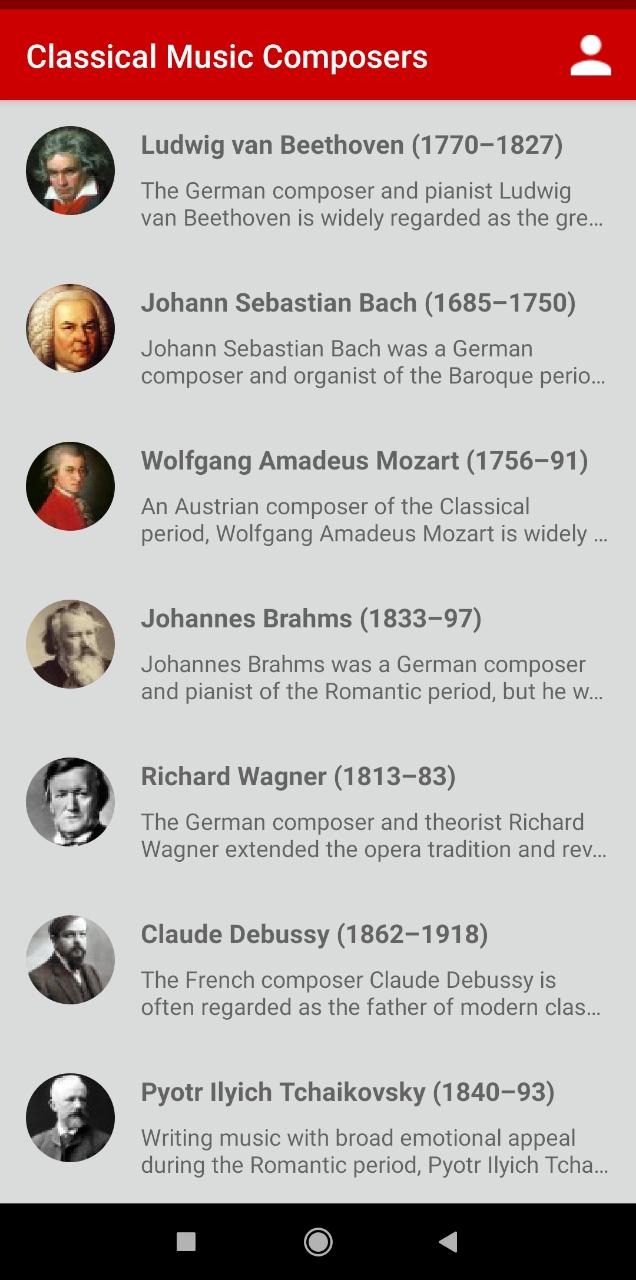 Classical Music Composers
Ludwig van Beethoven (1770–1827)
The German composer and pianist Ludwig
van Beethoven is widely regarded as the gre…
Johann Sebastian Bach (1685–1750)
Johann Sebastian Bach was a German
composer and organist of the Baroque perio…
Wolfgang Amadeus Mozart (1756–91)
An Austrian composer of the Classical
period, Wolfgang Amadeus Mozart is widely …
Johannes Brahms (1833–97)
Johannes Brahms was a German composer
and pianist of the Romantic period, but he w…
Richard Wagner (1813–83)
The German composer and theorist Richard
Wagner extended the opera tradition and rev…
Claude Debussy (1862–1918)
The French composer Claude Debussy is
often regarded as the father of modern clas…
Pyotr Ilyich Tchaikovsky (1840–93)
Writing music with broad emotional appeal
during the Romantic period, Pyotr Ilyich Tcha…